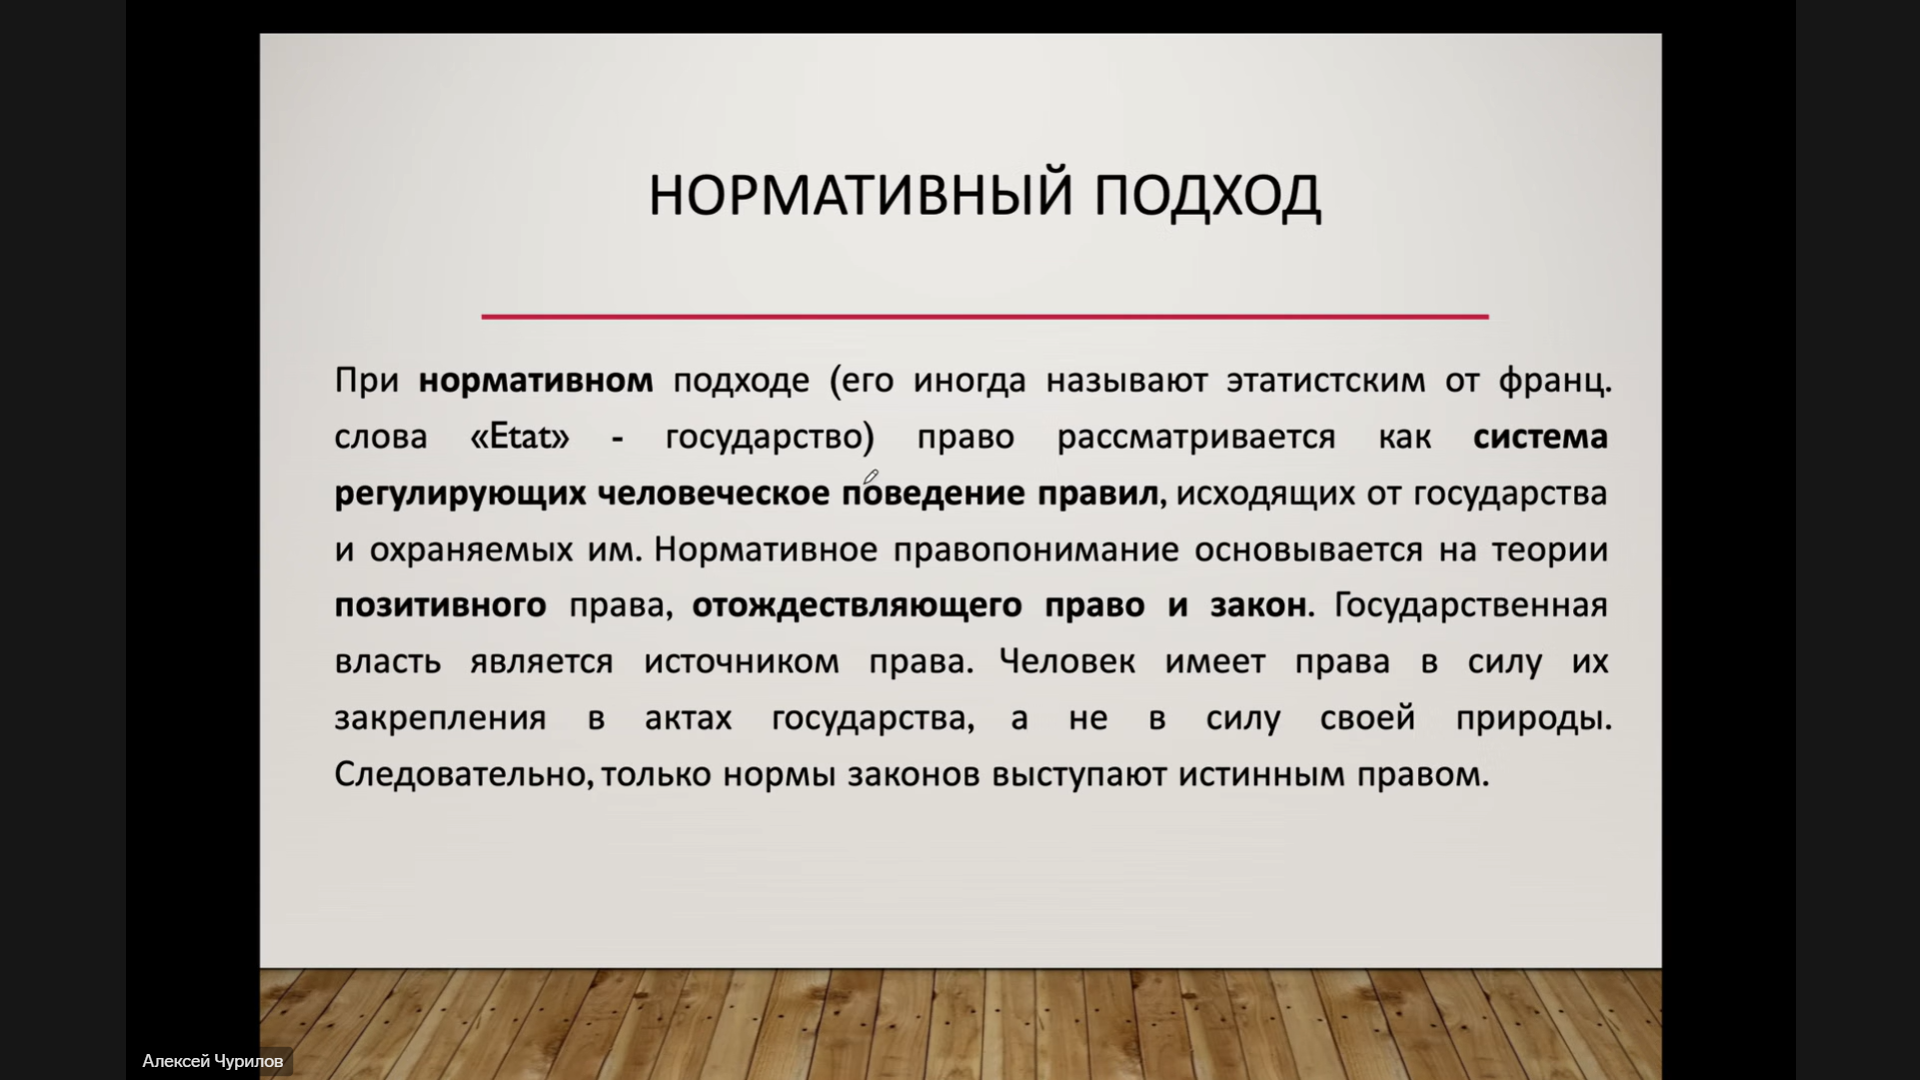 НОРМАТИВНЫЙ ПОДХОД
При нормативном подходе (его иногда называют этатистским от франц.
слова «Etat» - государство) право рассматривается как система
регулирующих человеческое поведение правил, исходящих от государства
и охраняемых им. Нормативное правопонимание основывается на теории
позитивного права, отождествляющего право и закон. Государственная
власть является источником права. Человек имеет права в силу их
закрепления в актах государства, а не в силу своей природы.
Следовательно, только нормы законов выступают истинным правом.
Алексей Чурилов